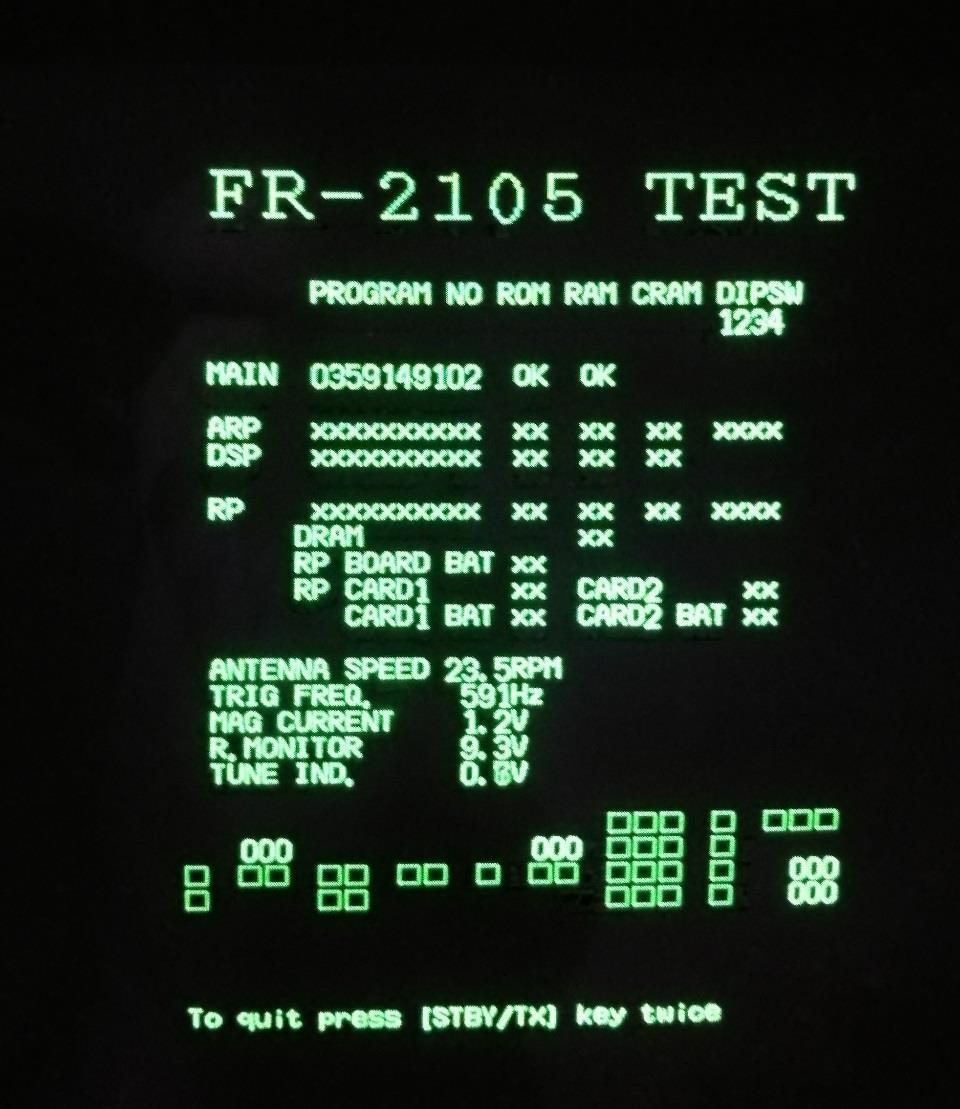 FR-2105 TEST
PROGRAM NO ROM RAM CRAM DIPSW
1234
MAIN 0359149102 OK OK
ARP xxxxxxxxxx xx xx xx xxxx
DSP xxxxxxxxxx xx xx xx
RP xxxxxxxxxx xx xx xx xxxx
DRAM xx
RP BOARD BAT xx
RP CARD1 xx CARD2 xx
CARD1 BAT xx CARD2 BAT xx
ANTENNA SPEED 23.5RPM
TRIG FREQ. 591Hz
MAG CURRENT 1.2V
R.MONITOR 9.3V
TUNE IND.
000 000
000
000
To quit press [STBY/TX] key twice